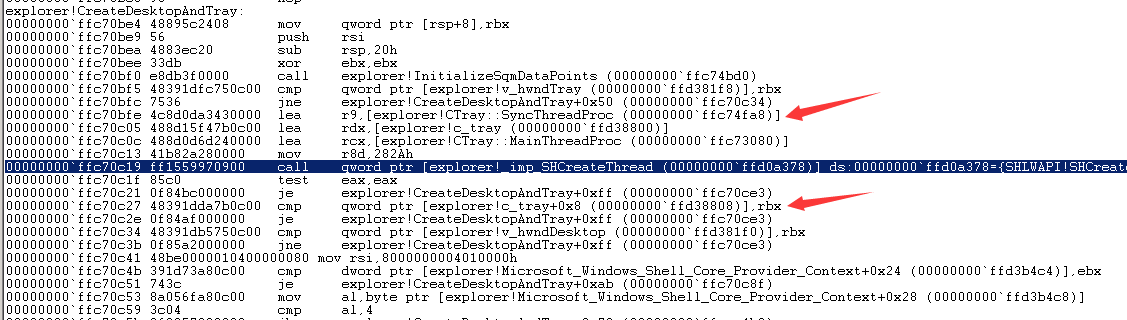 explorer!CreateDesktopAndTray:
00000000`ffc70be4 48895c2408 mov qword ptr [rsp+8],rbx
00000000`ffc70be9 56 push rsi
00000000`ffc70bea 4883ec20 sub rsp,20h
00000000`ffc70bee 33db xor ebx,ebx
00000000`ffc70bf0 e8db3f0000 call explorer!InitializeSqmDataPoints (00000000`ffc74bd0)
00000000`ffc70bf5 48391dfc750c00 cmp qword ptr [explorer!v_hwndTray (00000000`ffd381f8)],rbx
00000000`ffc70bfc 7536 jne explorer!CreateDesktopAndTray+0x50 (00000000`ffc70c34)
00000000`ffc70bfe 4c8d0da3430000 lea r9,[explorer!CTray::SyncThreadProc (00000000`ffc74fa8)]
00000000`ffc70c05 488d15f47b0c00 lea rdx,[explorer!c_tray (00000000`ffd38800)]
00000000`ffc70c0c 488d0d6d240000 lea rcx,[explorer!CTray::MainThreadProc (00000000`ffc73080)]
00000000`ffc70c13 41b82a280000 mov r8d,282Ah
00000000`ffc70c19 ff1559970900 call qword ptr [explorer!_imp_SHCreateThread (00000000`ffd0a378)] ds:00000000`ffd0a378={SHLWAPI!SHCreate
00000000`ffc70c1f 85c0 test eax,eax
00000000`ffc70c21 0f84bc000000 je explorer!CreateDesktopAndTray+0xff (00000000`ffc70ce3)
00000000`ffc70c27 48391dda7b0c00 cmp qword ptr [explorer!c_tray+0x8 (00000000`ffd38808)],rbx
00000000`ffc70c2e 0f84af000000 je explorer!CreateDesktopAndTray+0xff (00000000`ffc70ce3)
00000000`ffc70c34 48391db5750c00 cmp qword ptr [explorer!v_hwndDesktop (00000000`ffd381f0)],rbx
00000000`ffc70c3b 0f85a2000000 jne explorer!CreateDesktopAndTray+0xff (00000000`ffc70ce3)
00000000`ffc70c41 48be0000010400000080 mov rsi,8000000004010000h
00000000`ffc70c4b 391d73a80c00 cmp dword ptr [explorer!Microsoft_Windows_Shell_Core_Provider_Context+0x24 (00000000`ffd3b4c4)],ebx
00000000`ffc70c51 743c je explorer!CreateDesktopAndTray+0xab (00000000`ffc70c8f)
00000000`ffc70c53 8a056fa80c00 mov al,byte ptr [explorer!Microsoft_Windows_Shell_Core_Provider_Context+0x28 (00000000`ffd3b4c8)]
00000000`ffc70c59 3c04 cmp al,4